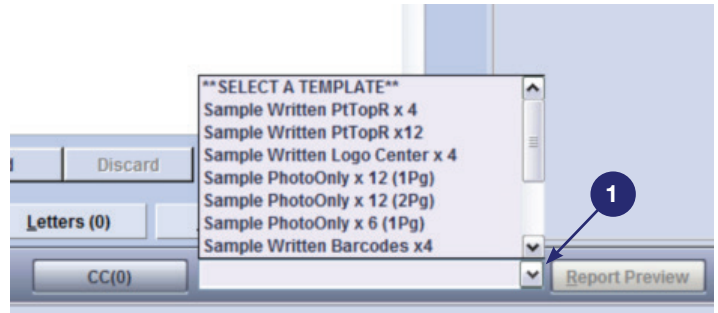 **SELECT A TEMPLATE**
Sample Written PtTopR x 4
Sample Written PtTopR x12
Sample Written Logo Center x 4
Sample PhotoOnly x 12 (1Pg)
Sample PhotoOnly x 12 (2Pg)
Sample PhotoOnly x 6 (1Pg)
Sample Written Barcodes x4
Discard
1
Letters (0)
CC(0)
Report Preview